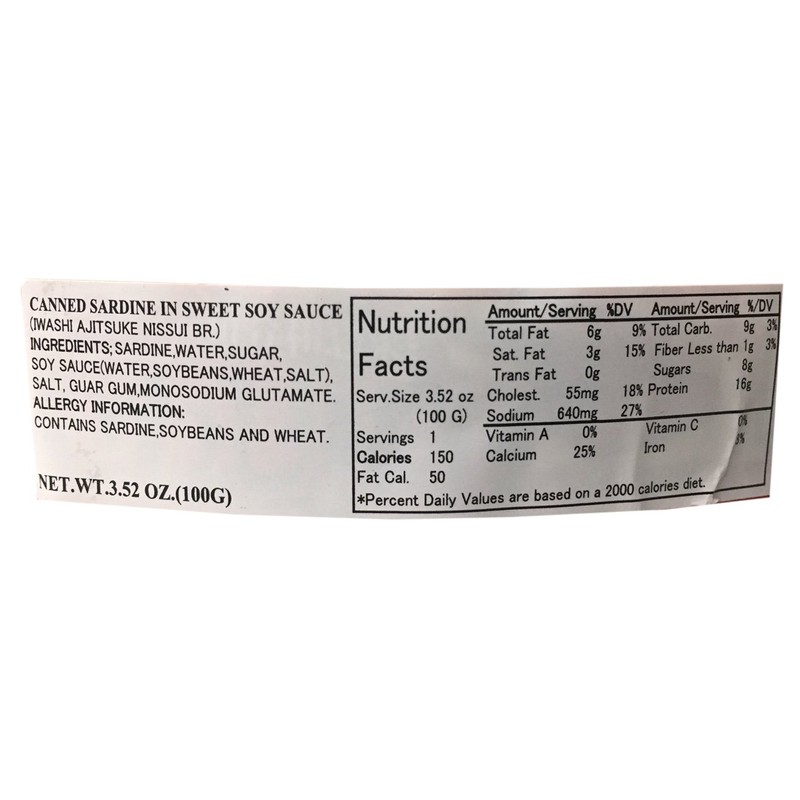 CANNED SARDINE IN SWEET SOY SAUCE
(IWASHI AJITSUKE NISSUI BR.)
INGREDIENTS; SARDINE,WATER,SUGAR,
SOY SAUCE(WATER,SOYBEANS,WHEAT,SALT),
SALT, GUAR GUM,MONOSODIUM GLUTAMATE.
ALLERGY INFORMATION:
CONTAINS SARDINE,SOYBEANS AND WHEAT.
NET.WT.3.52 OZ.(100G)
Nutrition
Facts
Serv.Size 3.52 oz
(100 G)
Servings 1
Calories 150
Fat Cal. 50
Amount/Serving %DV Amount/Serving %/DV
Total Fat 6g 9% Total Carb. 9g 3%
Sat. Fat 3g 15% Fiber Less than 1g 3%
Trans Fat 0g Sugars 8g
Cholest. 55mg 18% Protein 16g
Sodium 640mg 27%
Vitamin A 0% Vitamin C 0%
Calcium 25% Iron
*Percent Daily Values are based on a 2000 calories diet.